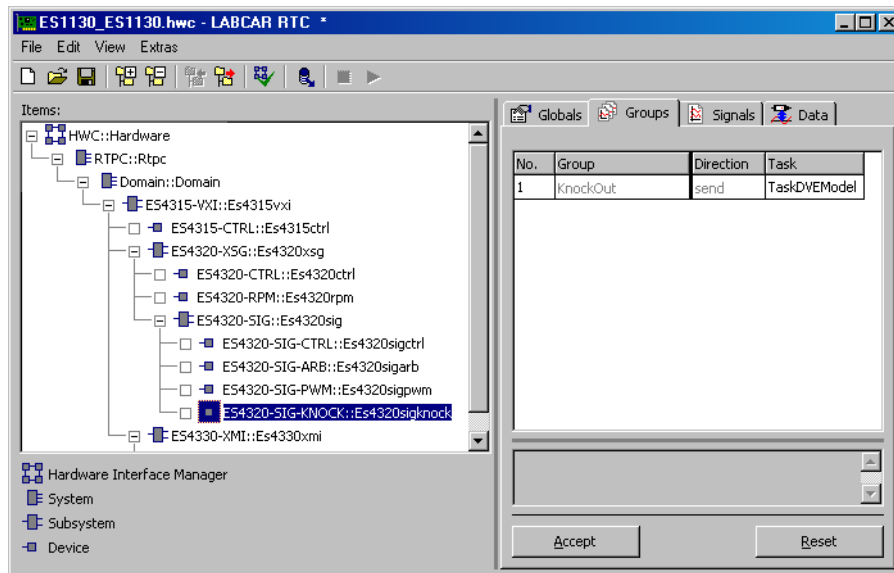 ES1130_ES1130.hwc - LABCAR RTC *
File Edit View Extras
Items:
HWC::Hardware
RTPC::Rtpc
Domain::Domain
ES4315-VXI::Es4315vxi
ES4315-CTRL::Es4315ctrl
ES4320-XSG::Es4320xsg
ES4320-CTRL::Es4320ctrl
ES4320-RPM::Es4320rpm
ES4320-SIG::Es4320sig
ES4320-SIG-CTRL::Es4320sigctrl
ES4320-SIG-ARB::Es4320sigarb
ES4320-SIG-PWM::Es4320sigpwm
ES4320-SIG-KNOCK::Es4320sigknock
ES4330-XMI::Es4330xmi
Hardware Interface Manager
System
Subsystem
Device
Globals Groups Signals Data
No. Group Direction Task
1 KnockOut send TaskDVEModel
Accept Reset